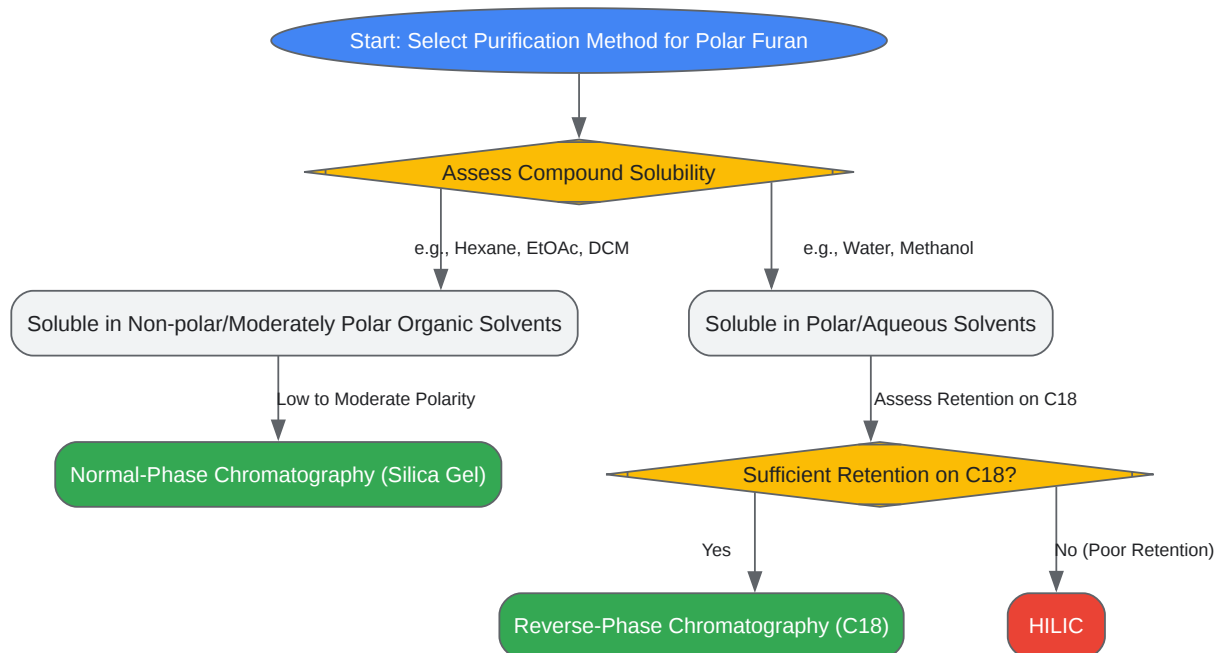 Start: Select Purification Method for Polar Furan
Assess Compound Solubility
e.g., Hexane, EtOAc, DCM
e.g., Water, Methanol
Soluble in Non-polar/Moderately Polar Organic Solvents
Soluble in Polar/Aqueous Solvents
Low to Moderate Polarity
Assess Retention on C18
Normal-Phase Chromatography (Silica Gel)
Sufficient Retention on C18?
Yes
No (Poor Retention)
Reverse-Phase Chromatography (C18)
HILIC